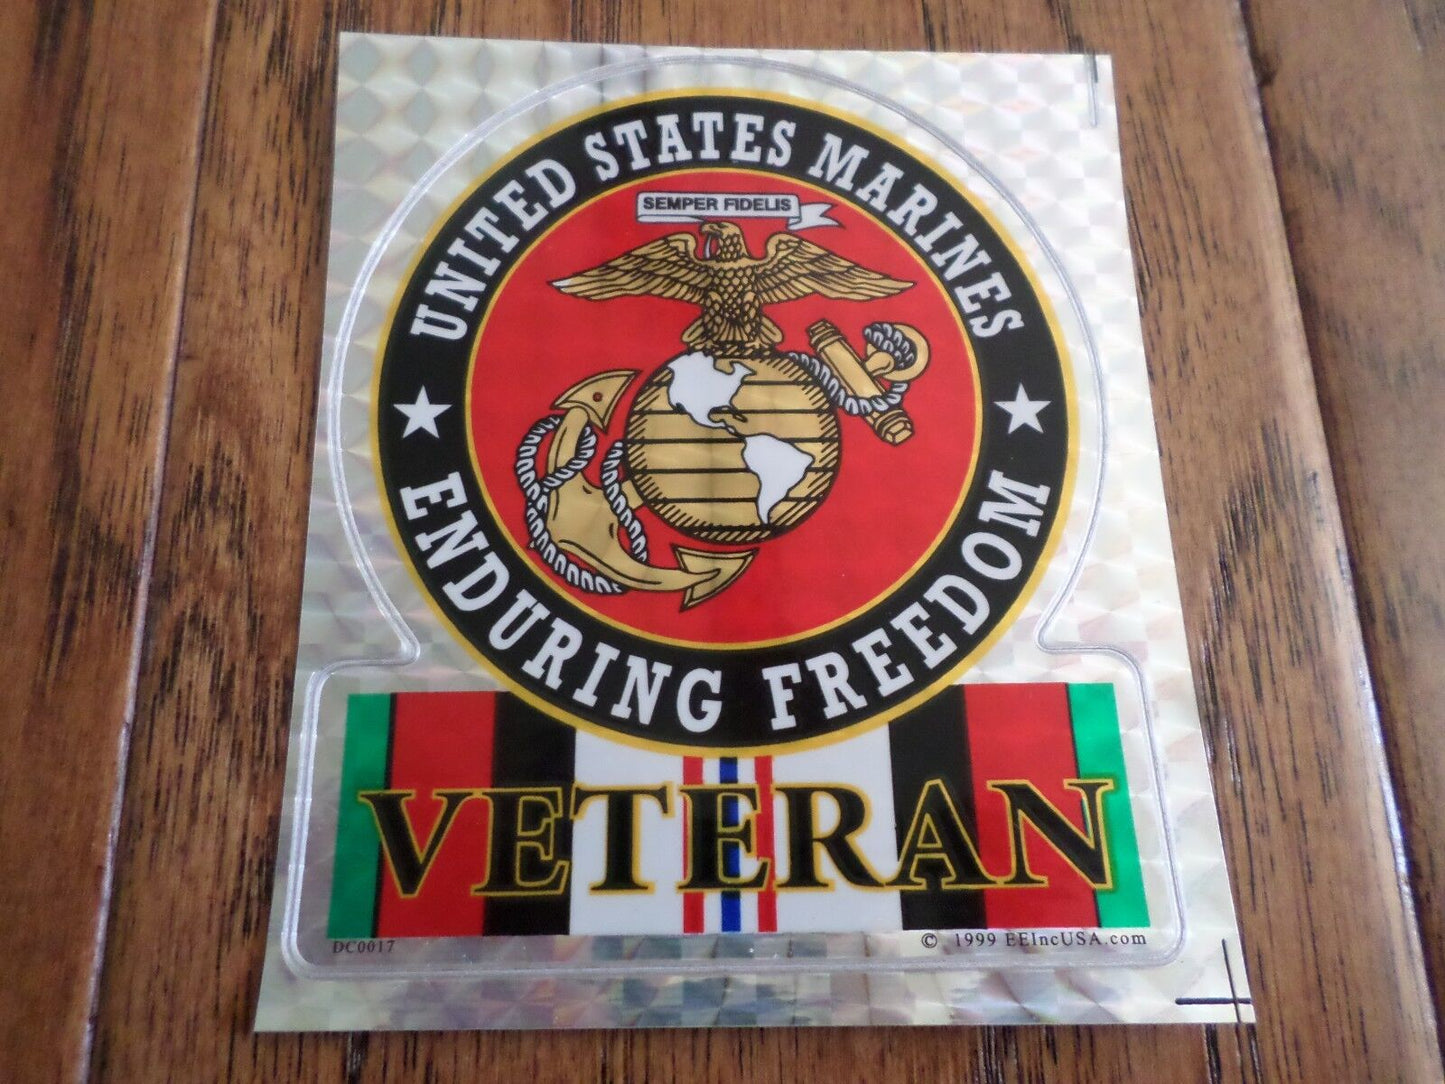 UNITED STATES MARINES
SEMPER FIDELIS
ENDURING FREEDOM
VETERAN
DC0017
© 1999 EEIncUSA.com